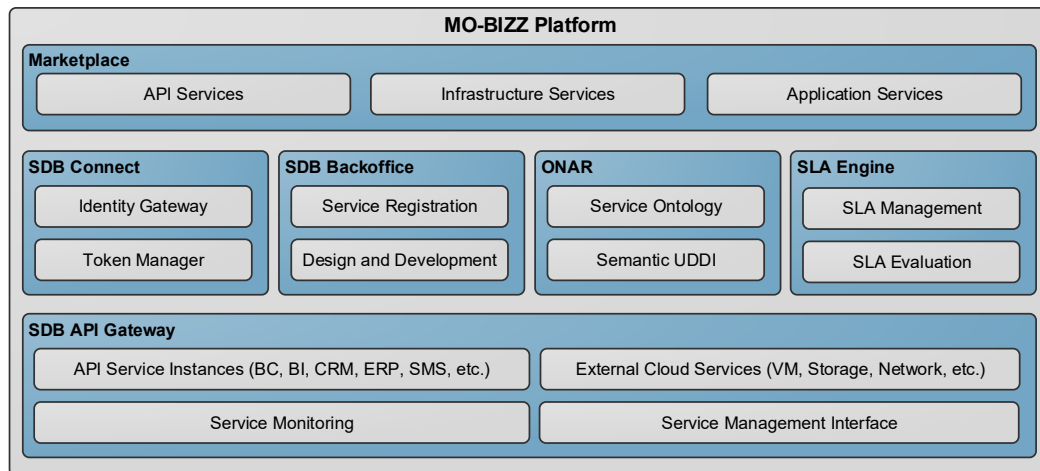 MO-BIZZ Platform
Marketplace
API Services
Infrastructure Services
Application Services
SDB Connect
Identity Gateway
Token Manager
SDB Backoffice
Service Registration
Design and Development
ONAR
Service Ontology
Semantic UDDI
SLA Engine
SLA Management
SLA Evaluation
SDB API Gateway
API Service Instances (BC, BI, CRM, ERP, SMS, etc.)
External Cloud Services (VM, Storage, Network, etc.)
Service Monitoring
Service Management Interface